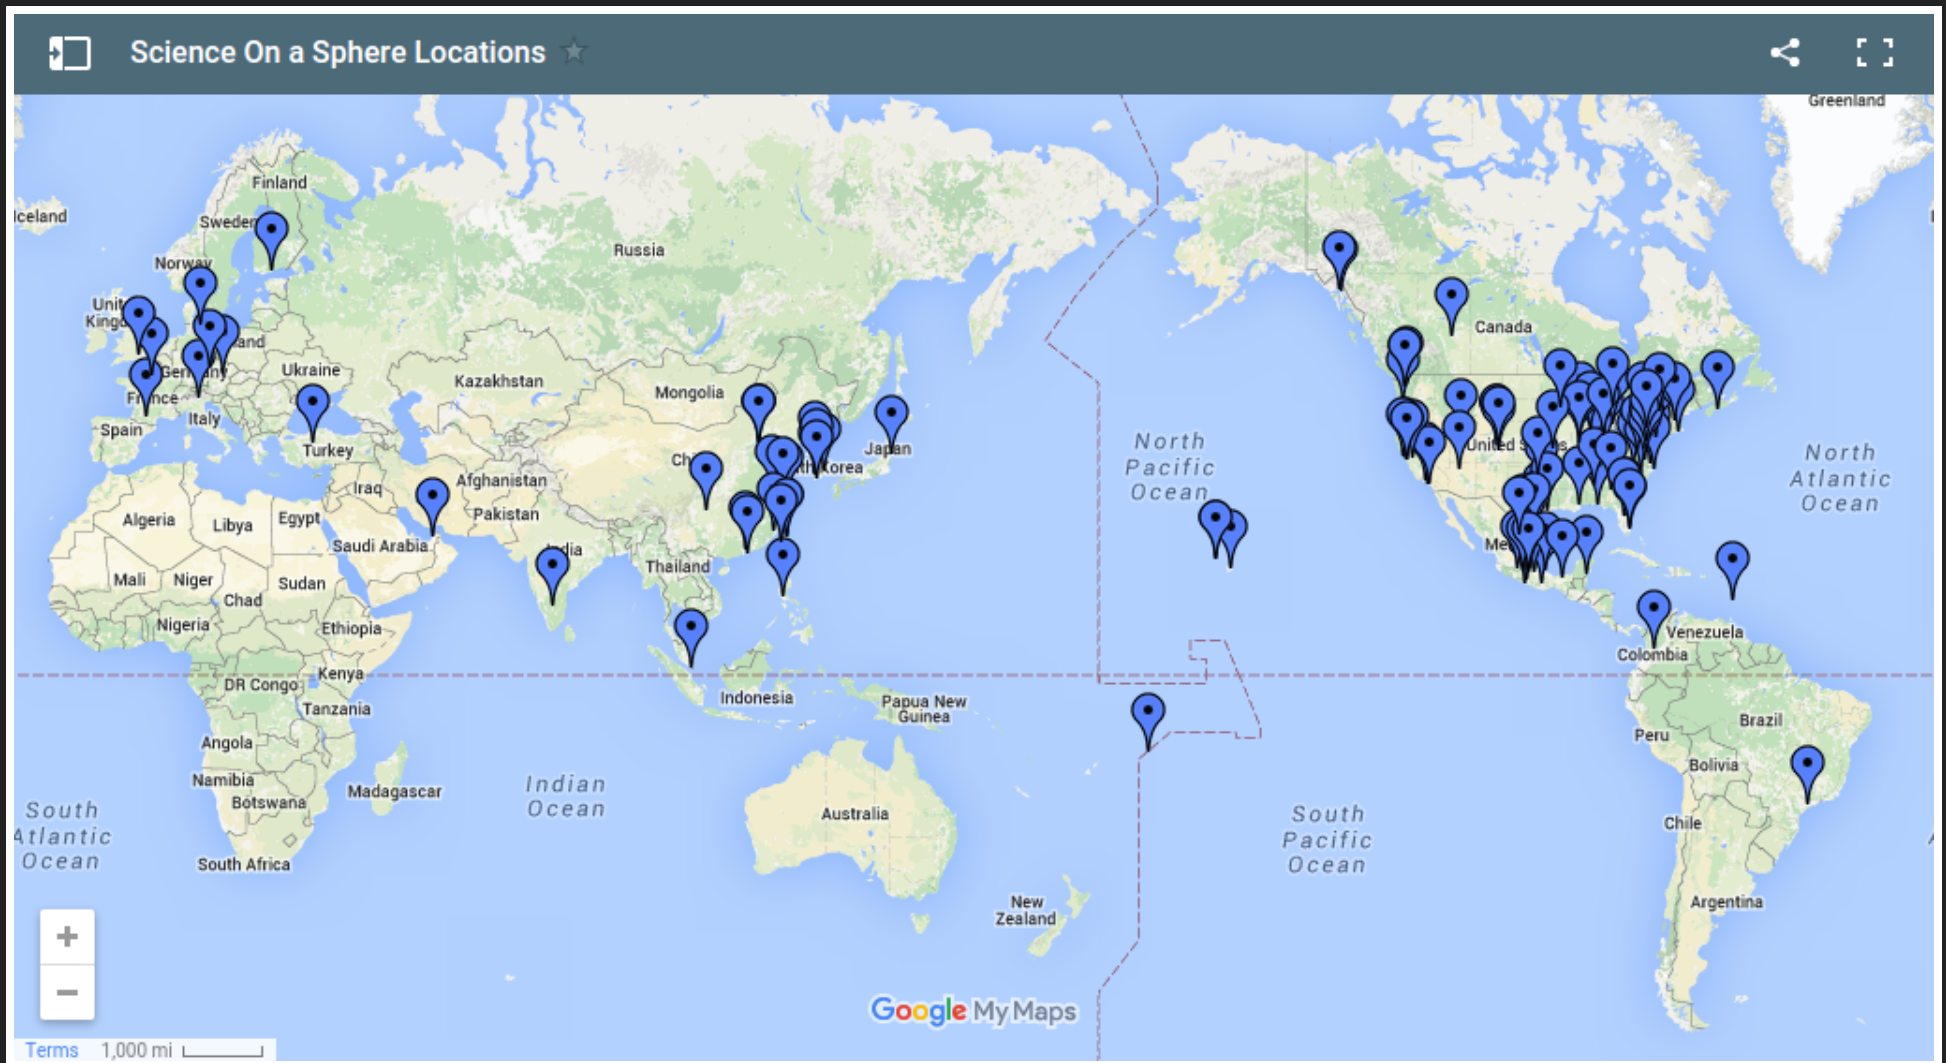 Science On a Sphere Locations
Greenland
Finland
Iceland
Sweden
Russia
Norway
Canada
Ukraine
Kazakhstan
Mongolia
Germany
France
Italy
Spain
Turkey
Japan
North
Pacific
Ocean
United S
North
Atlantic
Ocean
Iraq
Afghanistan
Pakistan
Algeria
Libya
Egypt
Saudi Arabia
Thailand
Mali
Niger
Sudan
Chad
Nigeria
Ethiopia
Venezuela
Colombia
Kenya
DR Congo
Indonesia
Papua New
Guinea
Tanzania
Brazil
Peru
Angola
Bolivia
Namibia
Botswana
Madagascar
Indian
Ocean
Australia
South
Pacific
Ocean
South
Atlantic
Ocean
Chile
South Africa
New
Zealand
Argentina
+
−
Google My Maps
Terms
1,000 mi